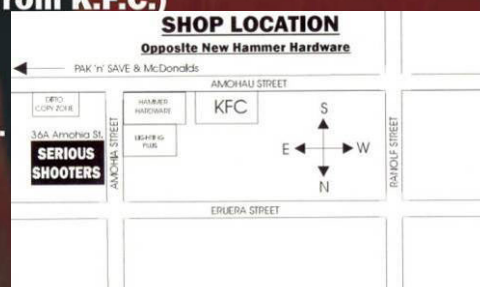 from K.F.C.)
SHOP LOCATION
Opposite New Hammer Hardware
PAK 'n' SAVE & McDonalds
AMOHAU STREET
DITTO
COPY ZONE
HAMMER
HARDWARE
KFC
LIGHTING
PLUS
36A Amohia St.
SERIOUS
SHOOTERS
AMOHIA STREET
S
E
W
N
RANOLF STREET
ERUERA STREET